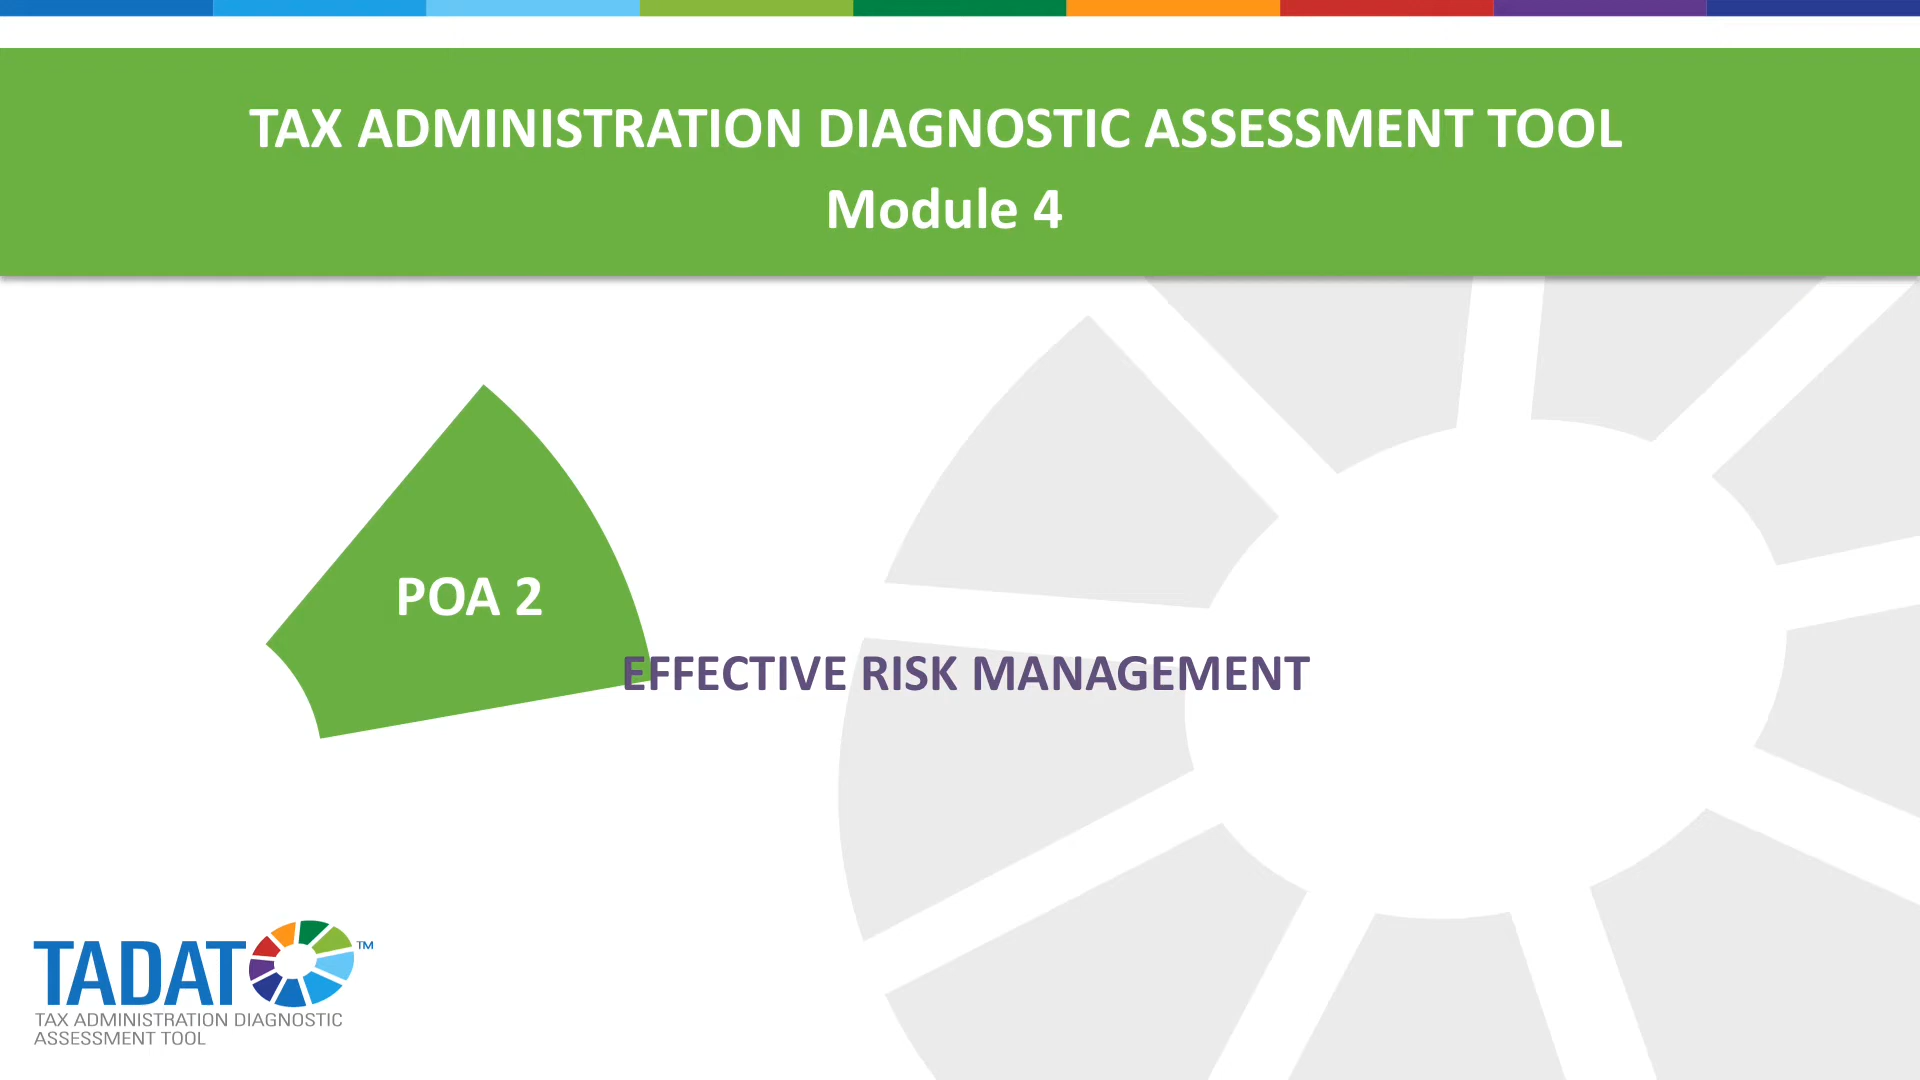 TAX ADMINISTRATION DIAGNOSTIC ASSESSMENT TOOL
Module 4
POA 2
EFFECTIVE RISK MANAGEMENT
TADAT™
TAX ADMINISTRATION DIAGNOSTIC
ASSESSMENT TOOL